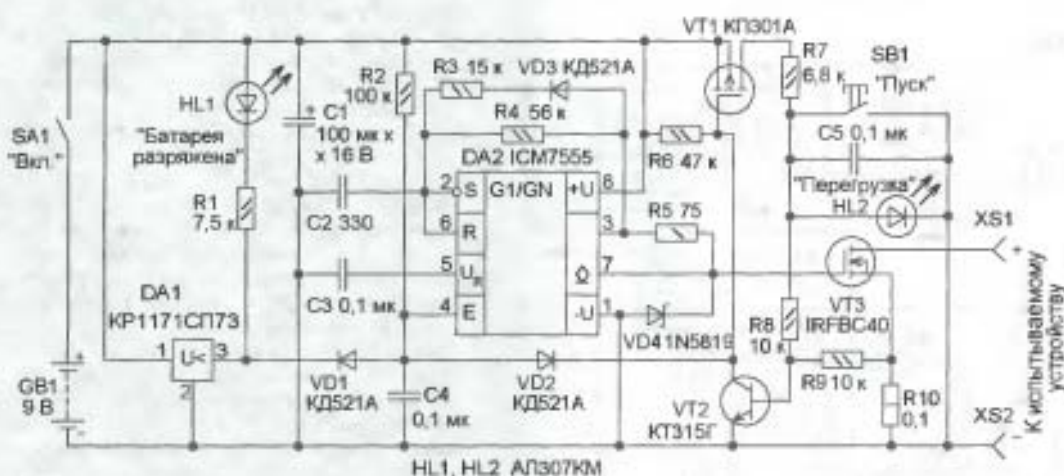 VT1 КП301А
R7
6,8 к
SB1
"Пуск"
R2
100 к
R3 15 к
VD3 КД521А
R4 56 к
HL1
"Батарея
разряжена"
+ C1
100 мк х
х 16 В
SA1
"Вкл."
DA2 ICM7555
R6 47 к
C5 0,1 мк
"Перегрузка"
HL2
R1
7,5 к
C2 330
2 S G1/GN +U 8
6 R 3
R5 75
XS1
+
5 UR 7
C3 0,1 мк
4 E -U 1
DA1
КР1171СП73
1 U< 3
2
VD4 1N5819
VT3
IRFBC40
R8
10 к
R9 10 к
R10
0,1
GB1
9 В
+
−
VD1
КД521А
C4
0,1 мк
VD2
КД521А
VT2
КТ315Г
XS2
−
К испытываемому
устройству
HL1, HL2 АЛ307КМ